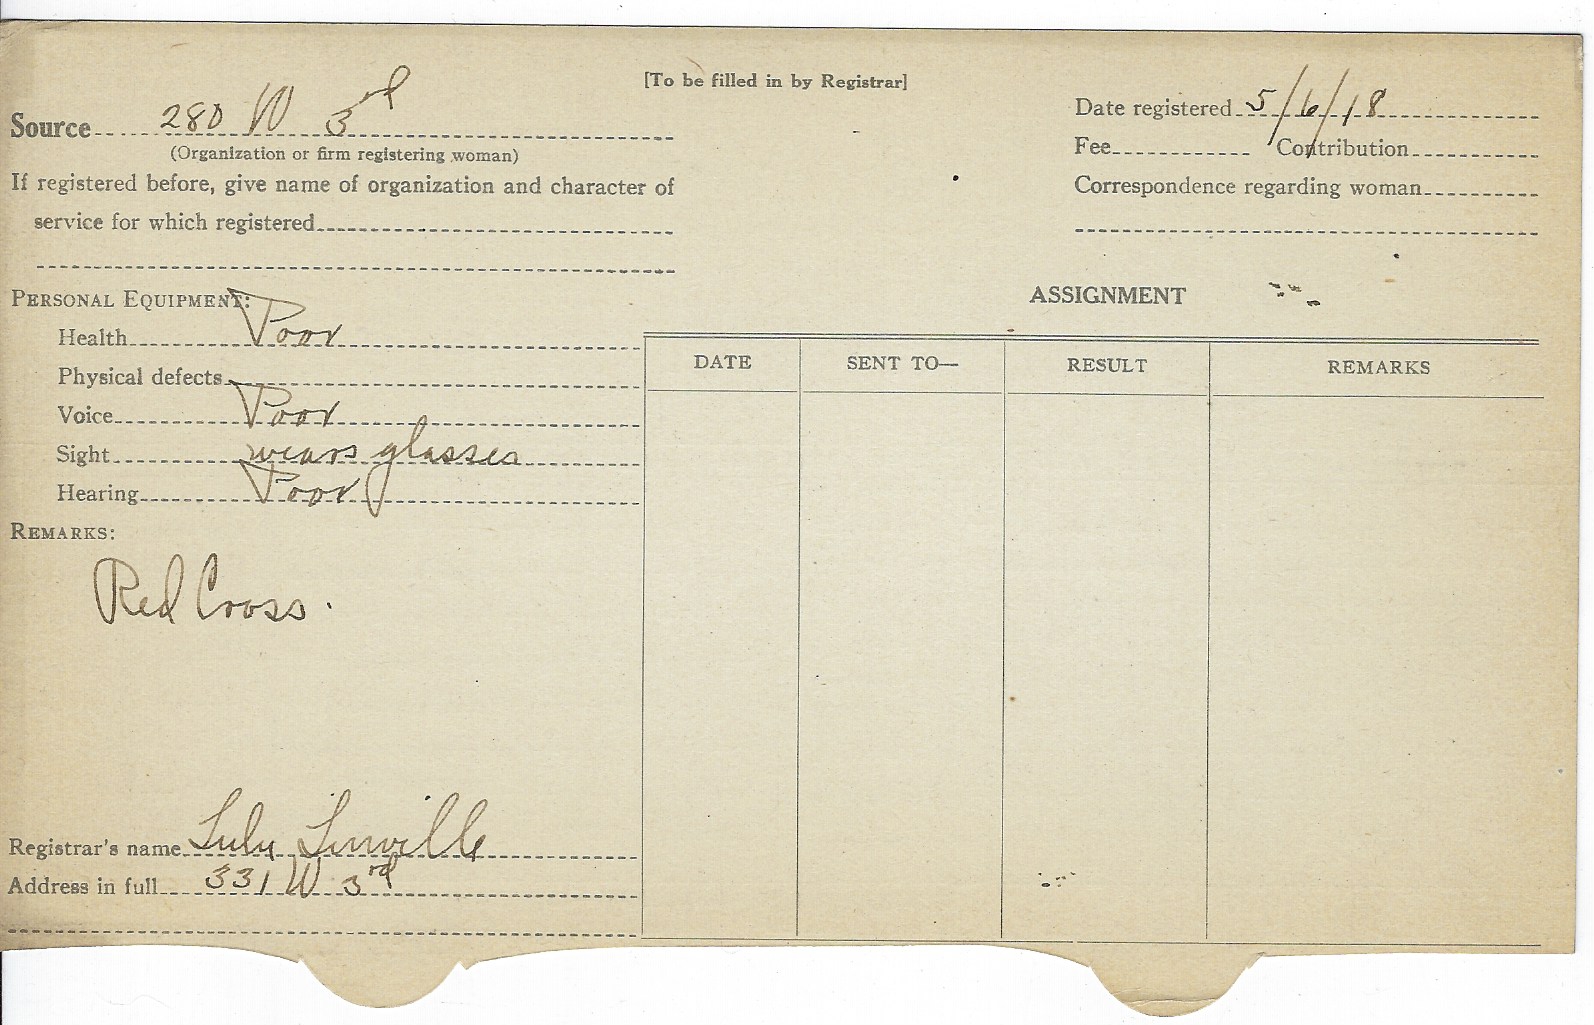 [To be filled in by Registrar]
Source 280 W 3rd
(Organization or firm registering woman)
If registered before, give name of organization and character of
service for which registered
Date registered 5/6/18
Fee Contribution
Correspondence regarding woman
PERSONAL EQUIPMENT:
Health Poor
Physical defects
Voice Poor
Sight wears glasses
Hearing Poor
REMARKS:
Red Cross.
Registrar's name Lulu Linville
Address in full 331 W 3rd
ASSIGNMENT
DATE SENT TO— RESULT REMARKS